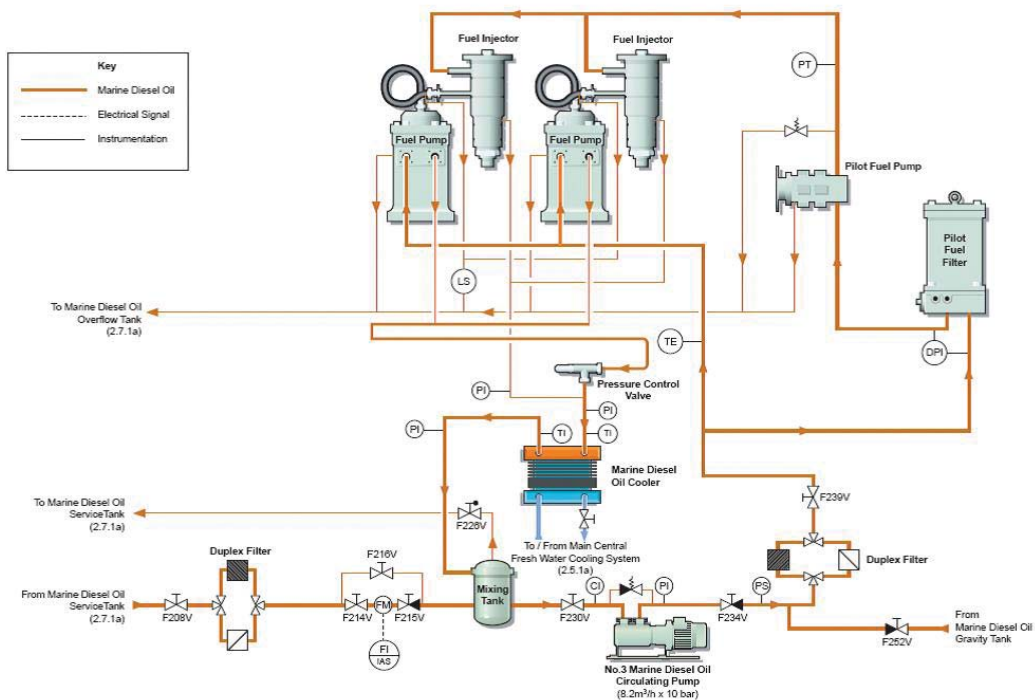 Key
Marine Diesel Oil
Electrical Signal
Instrumentation
Fuel Injector
Fuel Injector
Fuel Pump
Fuel Pump
PT
Pilot Fuel Pump
Pilot
Fuel
Filter
LS
To Marine Diesel Oil
Overflow Tank
(2.7.1a)
TE
DPI
PI
Pressure Control
Valve
PI
PI
TI
TI
Marine Diesel
Oil Cooler
To Marine Diesel Oil
ServiceTank
(2.7.1a)
F226V
F239V
To / From Main Central
Fresh Water Cooling System
(2.5.1a)
Duplex Filter
F216V
Duplex Filter
Mixing
Tank
CI
PI
PS
From Marine Diesel Oil
ServiceTank
(2.7.1a)
F208V
F214V
FM
F215V
F230V
F234V
FI
IAS
F252V
From
Marine Diesel Oil
Gravity Tank
No.3 Marine Diesel Oil
Circulating Pump
(8.2m³/h x 10 bar)